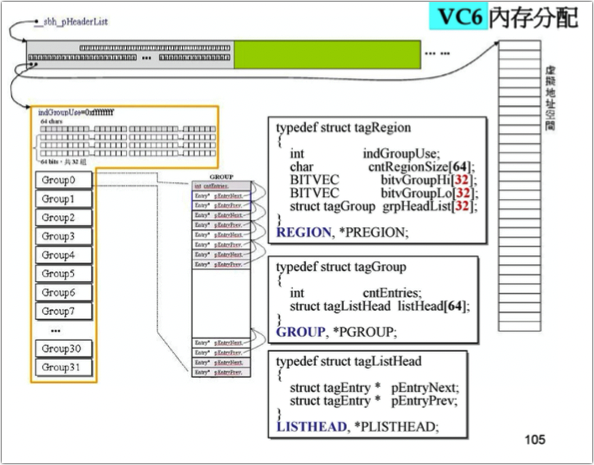 VC6 內存分配
__sbh_pHeaderList
... ...
...
虛擬地址空間
indGroupUse=0xffffffff
64 chars
64 bits，共 32 組
Group0
Group1
Group2
Group3
Group4
Group5
Group6
Group7
...
Group30
Group31
GROUP
int cntEntries;
Entry* pEntryNext;
Entry* pEntryPrev;
Entry* pEntryNext;
Entry* pEntryPrev;
Entry* pEntryNext;
Entry* pEntryPrev;
Entry* pEntryNext;
Entry* pEntryPrev;
Entry* pEntryNext;
Entry* pEntryPrev;
Entry* pEntryNext;
Entry* pEntryPrev;
typedef struct tagRegion
{
int indGroupUse;
char cntRegionSize[64];
BITVEC bitvGroupHi[32];
BITVEC bitvGroupLo[32];
struct tagGroup grpHeadList[32];
}
REGION, *PREGION;
typedef struct tagGroup
{
int cntEntries;
struct tagListHead listHead[64];
}
GROUP, *PGROUP;
typedef struct tagListHead
{
struct tagEntry * pEntryNext;
struct tagEntry * pEntryPrev;
}
LISTHEAD, *PLISTHEAD;
105